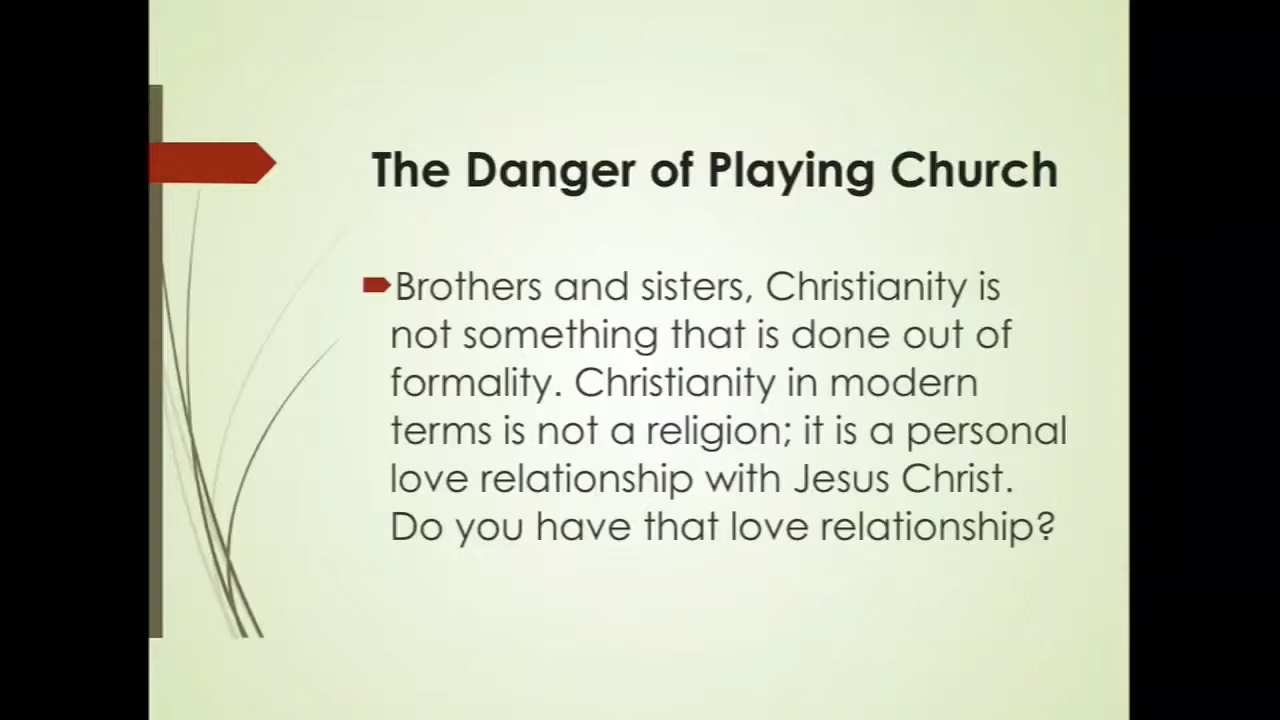 The Danger of Playing Church
Brothers and sisters, Christianity is
not something that is done out of
formality. Christianity in modern
terms is not a religion; it is a personal
love relationship with Jesus Christ.
Do you have that love relationship?